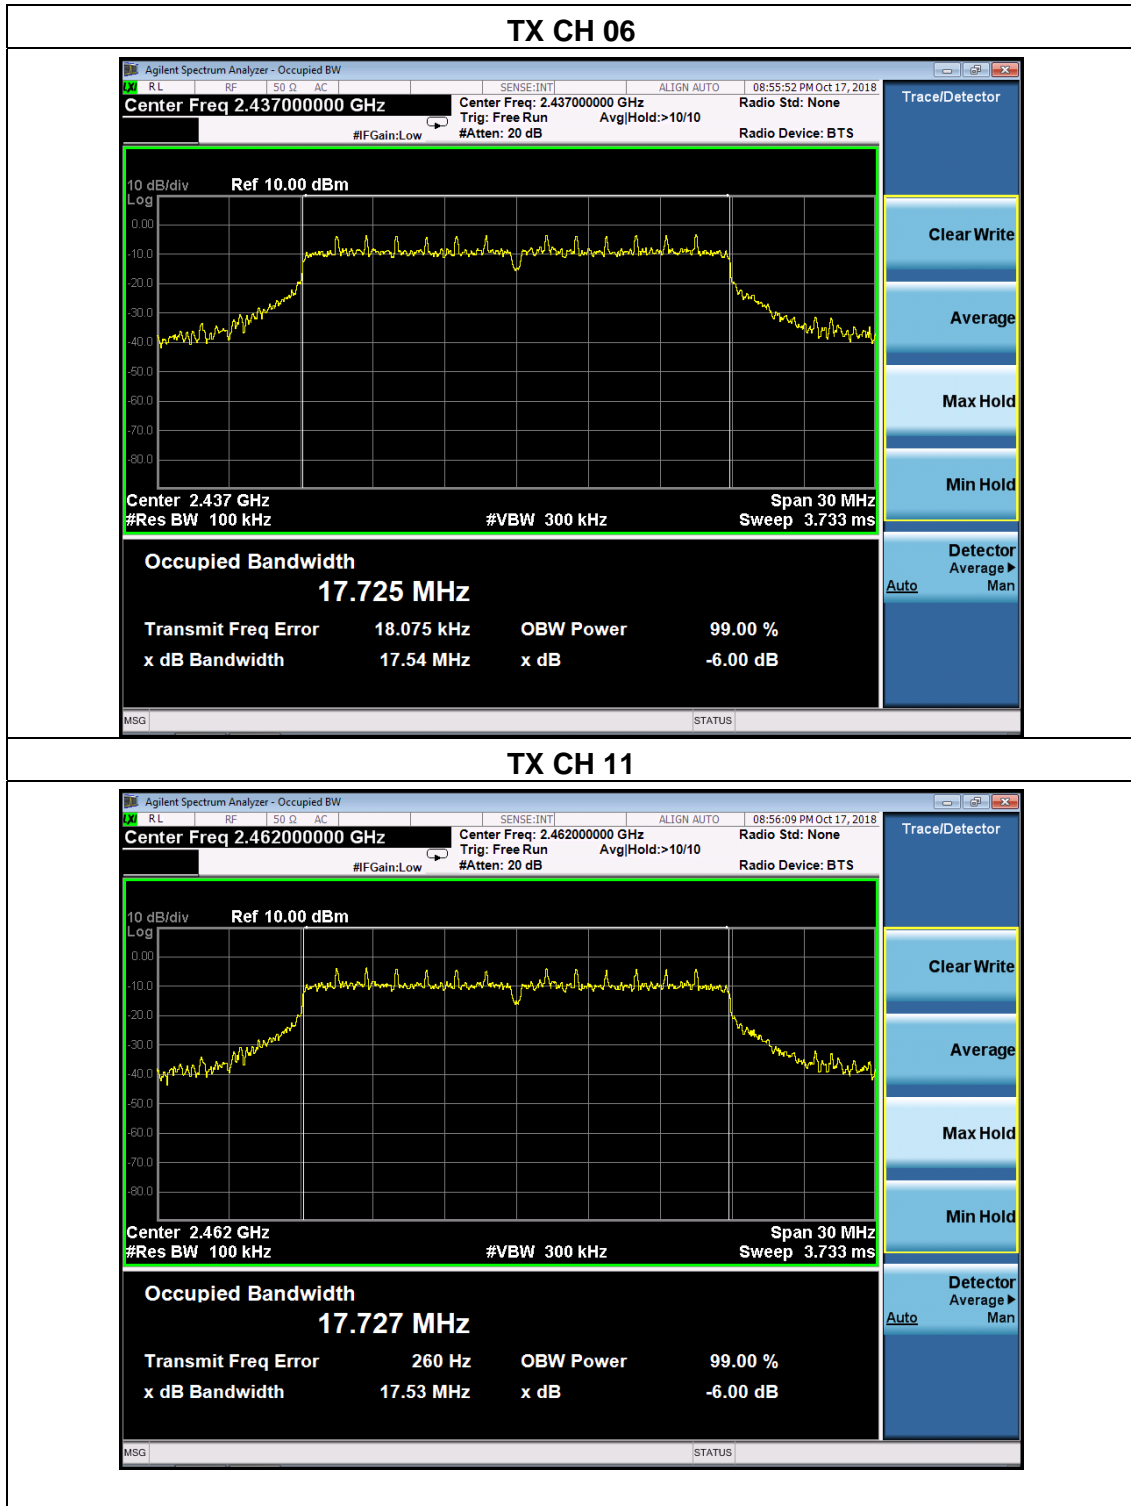 TX CH 06
Agilent Spectrum Analyzer - Occupied BW
LXI RL RF 50 Ω AC SENSE:INT ALIGN AUTO 08:55:52 PM Oct 17, 2018
Center Freq 2.437000000 GHz
Center Freq: 2.437000000 GHz Radio Std: None
Trig: Free Run Avg|Hold:>10/10
#IFGain:Low #Atten: 20 dB Radio Device: BTS
Trace/Detector
10 dB/div Ref 10.00 dBm
Log
0.00
-10.0
-20.0
-30.0
-40.0
-50.0
-60.0
-70.0
-80.0
Clear Write
Average
Max Hold
Min Hold
Detector
Average
Auto Man
Center 2.437 GHz Span 30 MHz
#Res BW 100 kHz #VBW 300 kHz Sweep 3.733 ms
Occupied Bandwidth
17.725 MHz
Transmit Freq Error 18.075 kHz OBW Power 99.00 %
x dB Bandwidth 17.54 MHz x dB -6.00 dB
MSG STATUS
TX CH 11
Agilent Spectrum Analyzer - Occupied BW
LXI RL RF 50 Ω AC SENSE:INT ALIGN AUTO 08:56:09 PM Oct 17, 2018
Center Freq 2.462000000 GHz
Center Freq: 2.462000000 GHz Radio Std: None
Trig: Free Run Avg|Hold:>10/10
#IFGain:Low #Atten: 20 dB Radio Device: BTS
Trace/Detector
10 dB/div Ref 10.00 dBm
Log
0.00
-10.0
-20.0
-30.0
-40.0
-50.0
-60.0
-70.0
-80.0
Clear Write
Average
Max Hold
Min Hold
Detector
Average
Auto Man
Center 2.462 GHz Span 30 MHz
#Res BW 100 kHz #VBW 300 kHz Sweep 3.733 ms
Occupied Bandwidth
17.727 MHz
Transmit Freq Error 260 Hz OBW Power 99.00 %
x dB Bandwidth 17.53 MHz x dB -6.00 dB
MSG STATUS